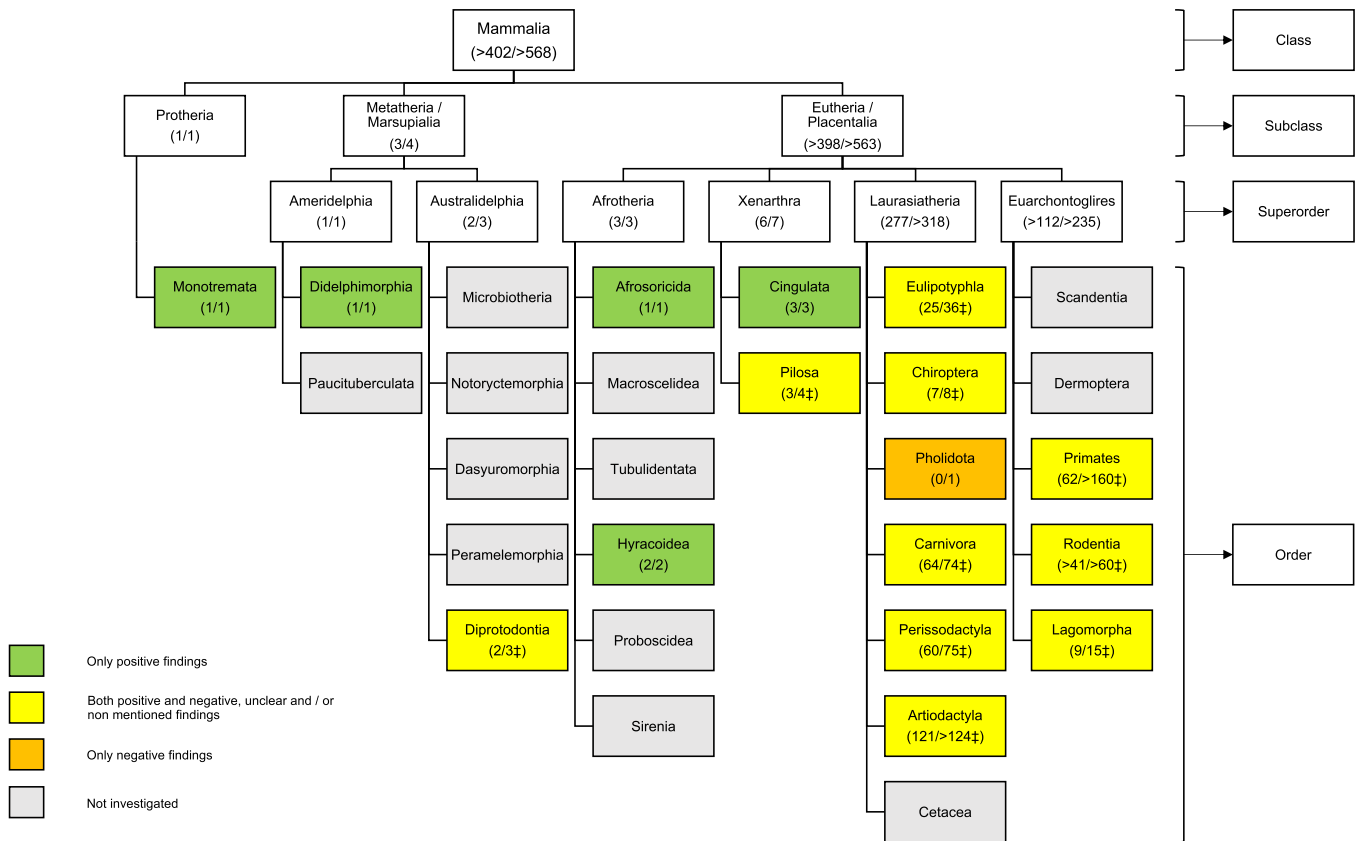 Mammalia
(>402/>568)
Class
Protheria
(1/1)
Metatheria /
Marsupialia
(3/4)
Eutheria /
Placentalia
(>398/>563)
Subclass
Ameridelphia
(1/1)
Australidelphia
(2/3)
Afrotheria
(3/3)
Xenarthra
(6/7)
Laurasiatheria
(277/>318)
Euarchontoglires
(>112/>235)
Superorder
Monotremata
(1/1)
Didelphimorphia
(1/1)
Microbiotheria
Afrosoricida
(1/1)
Cingulata
(3/3)
Eulipotyphla
(25/36‡)
Scandentia
Paucituberculata
Notoryctemorphia
Macroscelidea
Pilosa
(3/4‡)
Chiroptera
(7/8‡)
Dermoptera
Dasyuromorphia
Tubulidentata
Pholidota
(0/1)
Primates
(62/>160‡)
Peramelemorphia
Hyracoidea
(2/2)
Carnivora
(64/74‡)
Rodentia
(>41/>60‡)
Order
Diprotodontia
(2/3‡)
Proboscidea
Perissodactyla
(60/75‡)
Lagomorpha
(9/15‡)
Sirenia
Artiodactyla
(121/>124‡)
Cetacea
Only positive findings
Both positive and negative, unclear and / or
non mentioned findings
Only negative findings
Not investigated